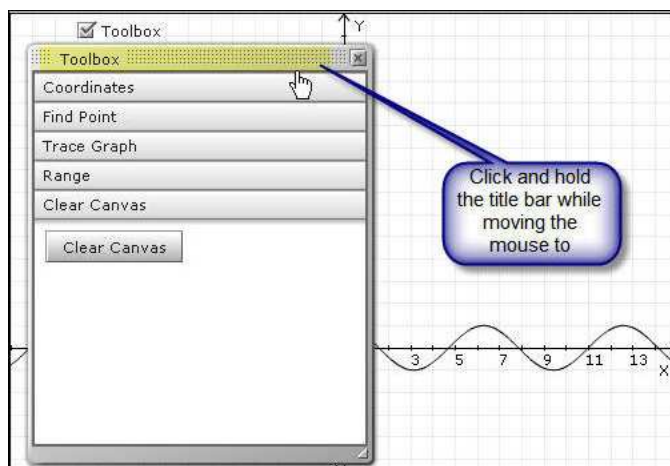 Toolbox
Y
Toolbox
Coordinates
Find Point
Trace Graph
Range
Clear Canvas
Clear Canvas
Click and hold
the title bar while
moving the
mouse to
3 5 7 9 11 13
X